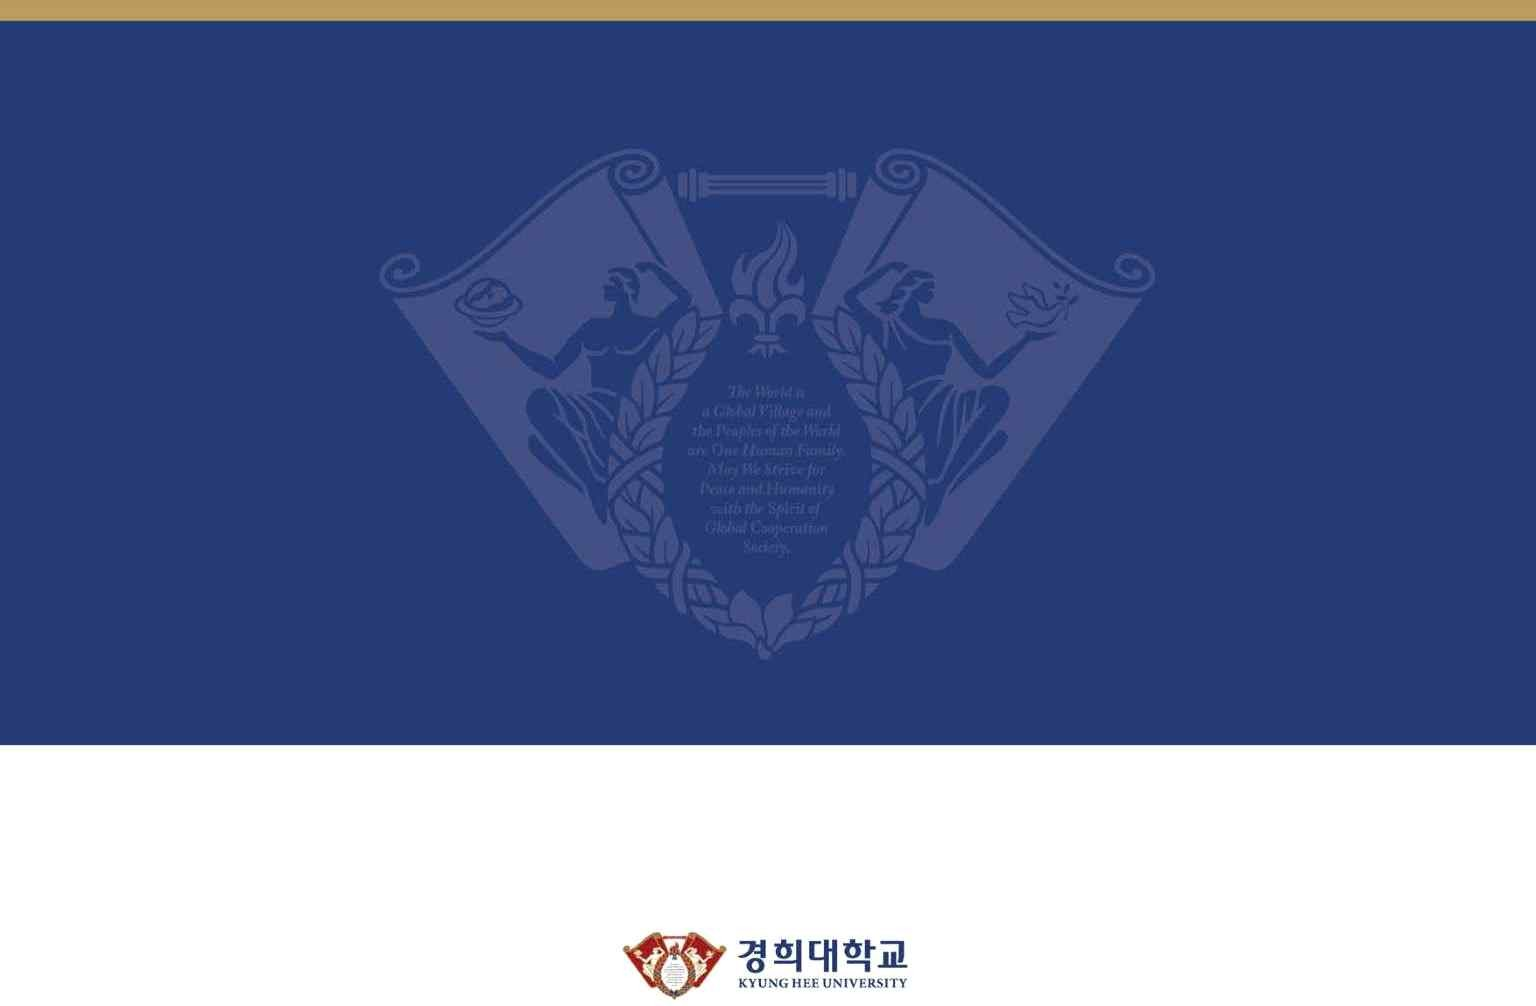 The World is
a Global Village and
the Peoples of the World
are One Human Family.
May We Strive for
Peace and Humanity
with the Spirit of
Global Cooperation
Society.
경희대학교
KYUNG HEE UNIVERSITY